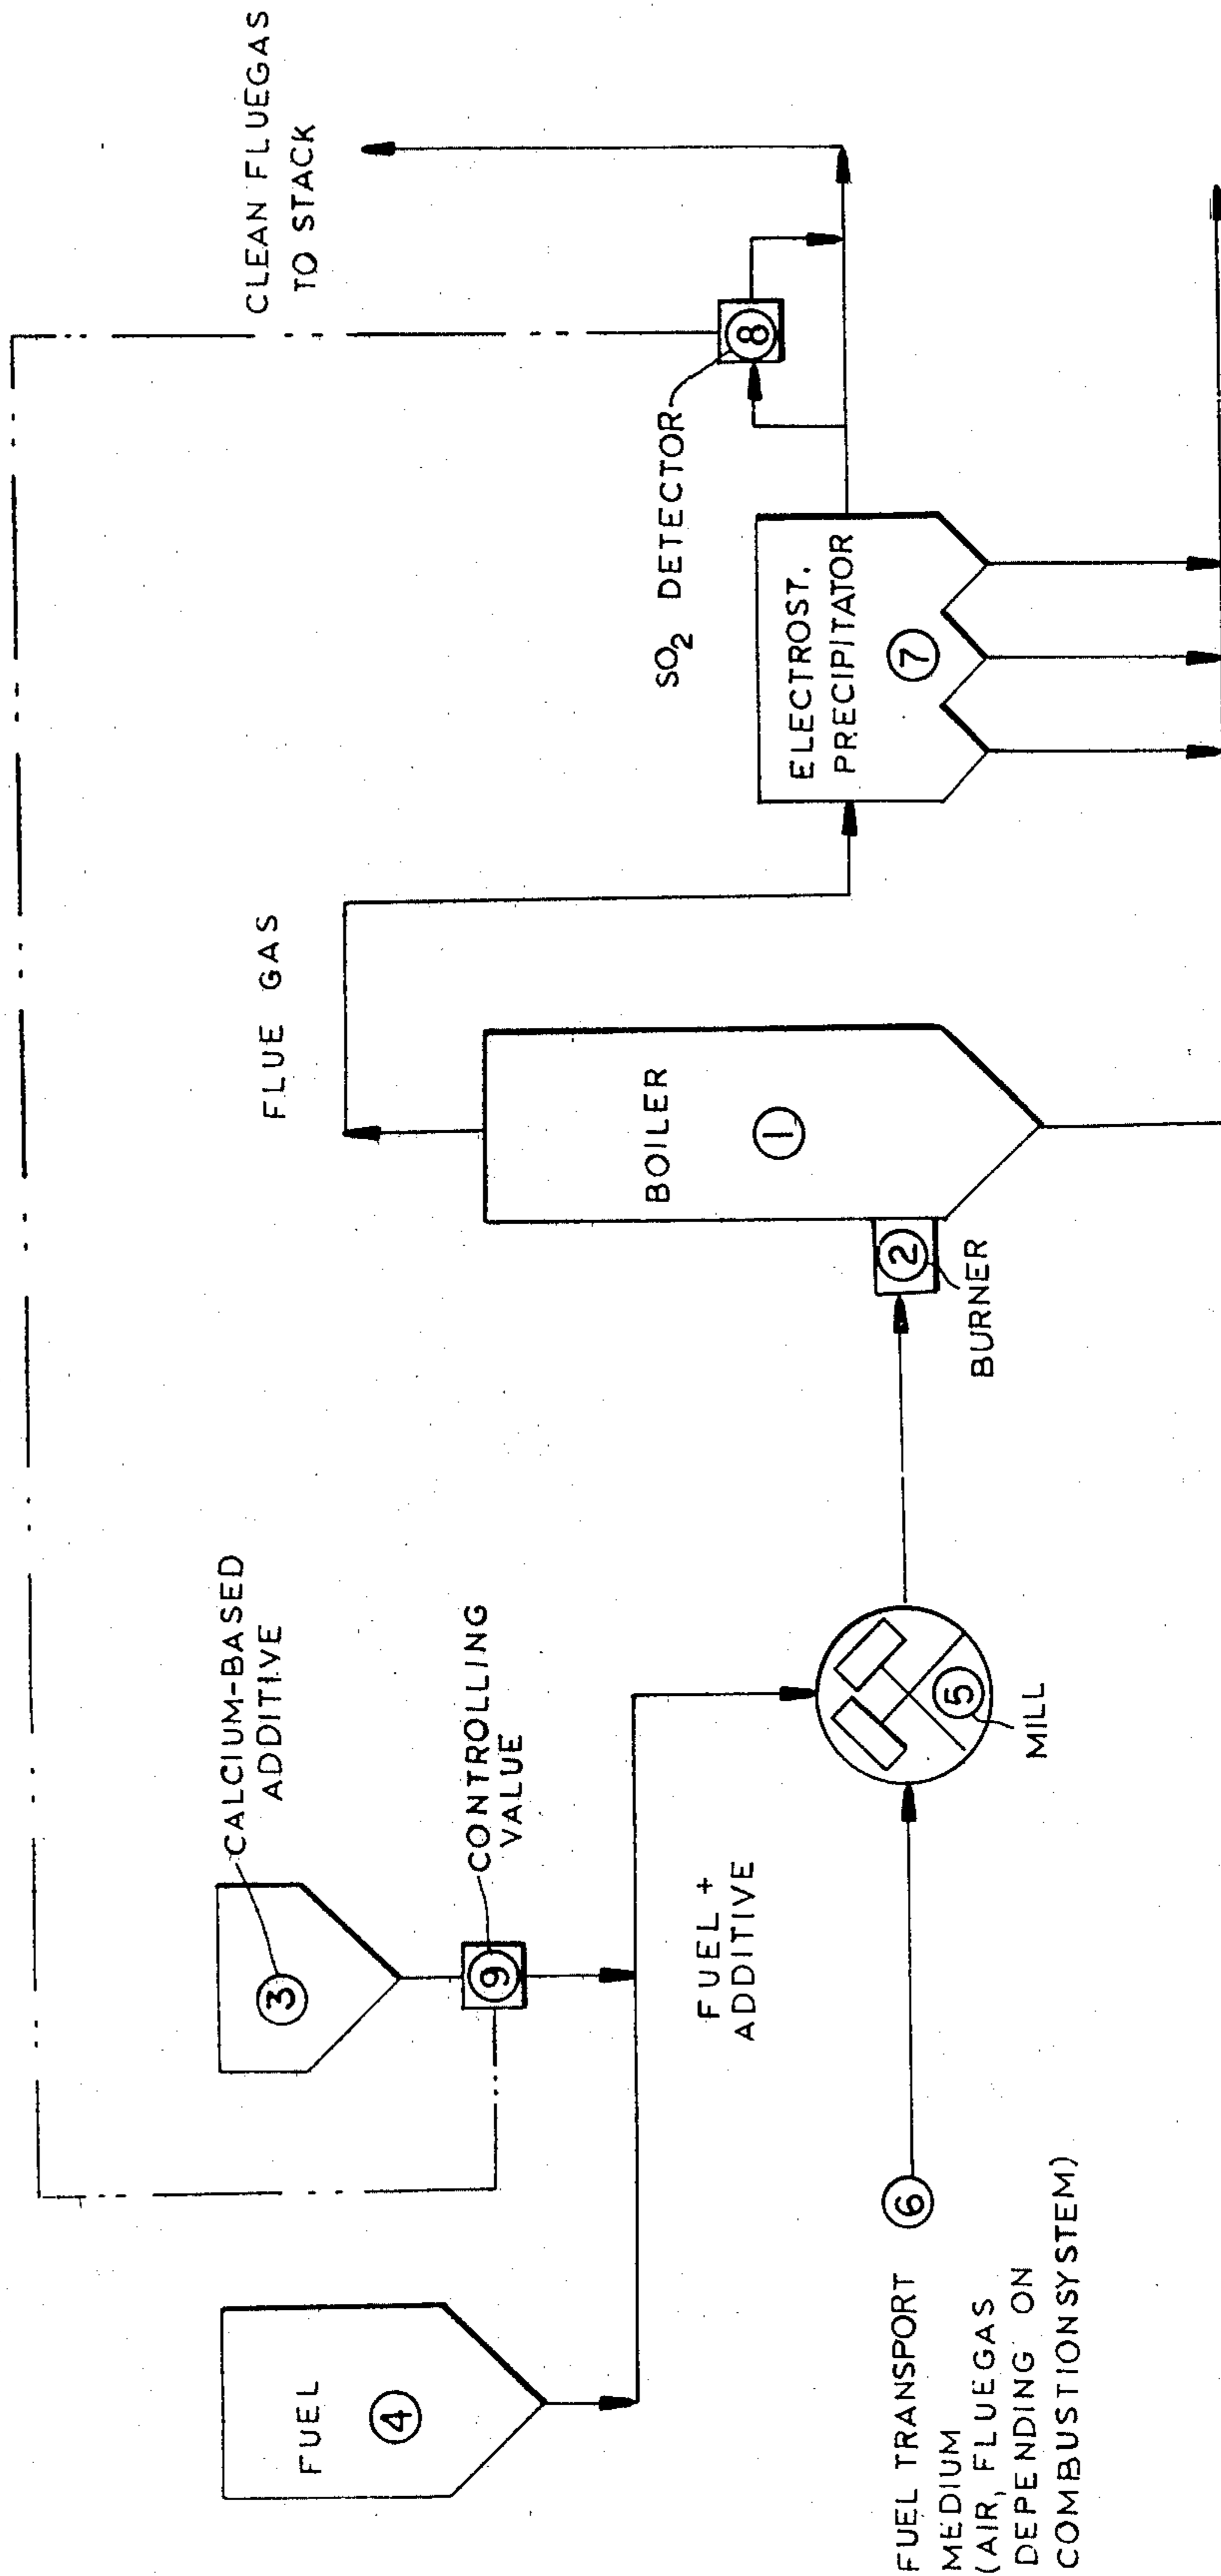 CLEAN FLUEGAS
TO STACK
FLUE GAS
SO2 DETECTOR
8
ELECTROST.
PRECIPITATOR
7
BOILER
1
2
BURNER
CALCIUM-BASED
ADDITIVE
3
CONTROLLING
VALUE
9
FUEL
4
FUEL +
ADDITIVE
5
MILL
FUEL TRANSPORT
6
MEDIUM
(AIR, FLUEGAS
DEPENDING ON
COMBUSTIONSYSTEM)